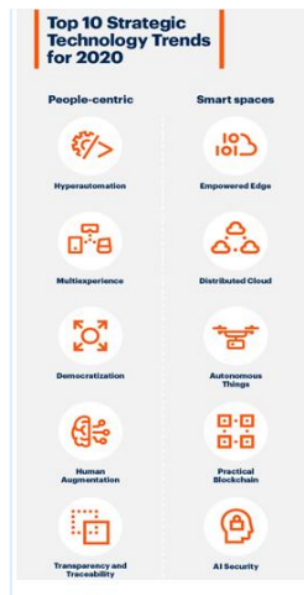 Top 10 Strategic
Technology Trends
for 2020
People-centric
Smart spaces
Hyperautomation
Empowered Edge
Multiexperience
Distributed Cloud
Democratization
Autonomous
Things
Human
Augmentation
Practical
Blockchain
Transparency and
Traceability
AI Security